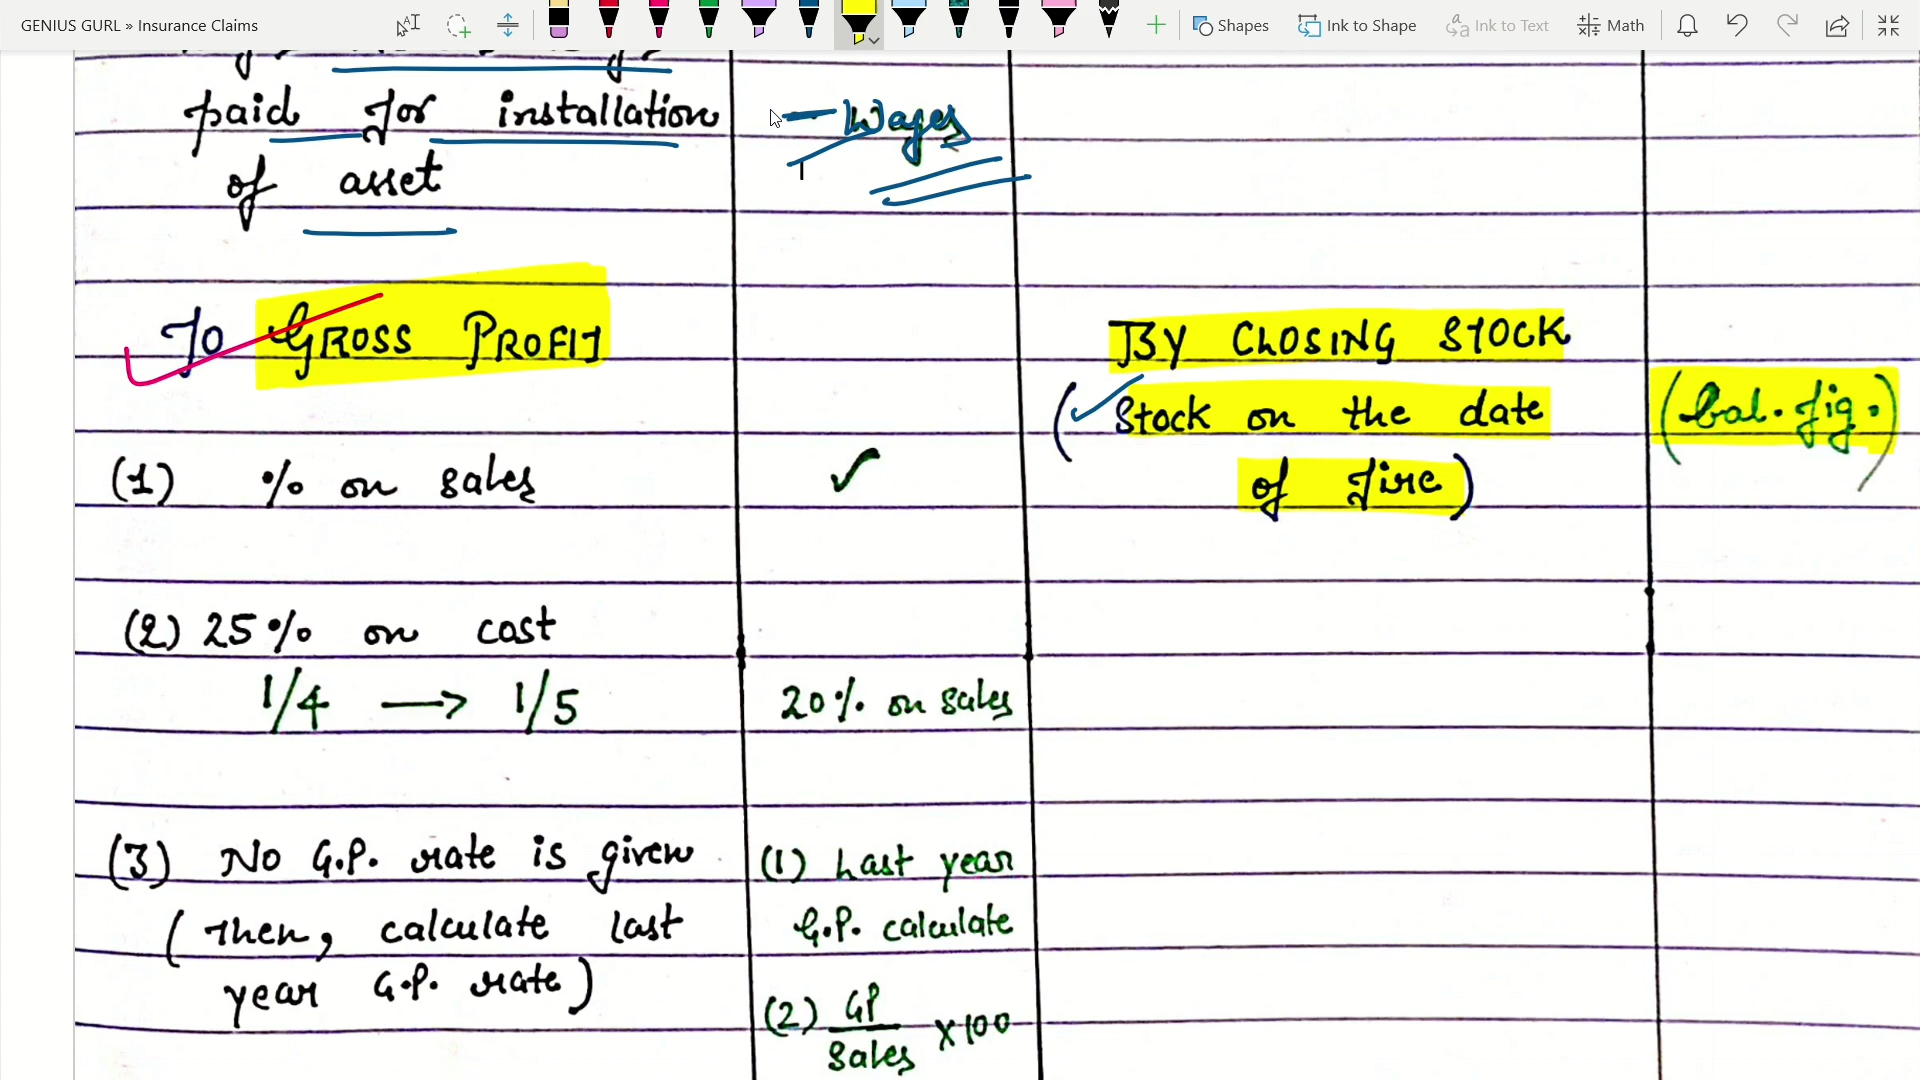 GENIUS GURL » Insurance Claims
Shapes
Ink to Shape
Ink to Text
Math
paid for installation
of asset
- Wages
To GROSS PROFIT
(1) % on sales
✓
(2) 25% on cost
1/4 → 1/5
20% on sales
(3) No G.P. rate is given
(Then, calculate last
year G.P. rate)
(1) Last year
G.P. calculate
(2) GP
Sales × 100
BY CLOSING STOCK
(Stock on the date
of fire)
(bal. fig.)